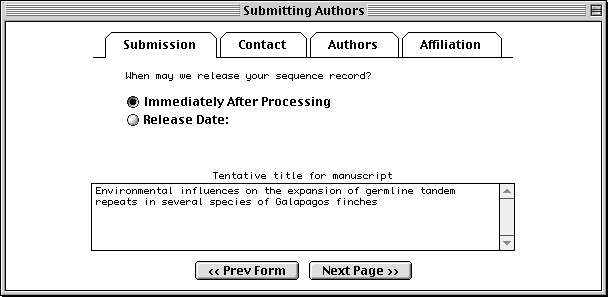 Submitting Authors
Submission Contact Authors Affiliation
When may we release your sequence record?
Immediately After Processing
Release Date:
Tentative title for manuscript
Environmental influences on the expansion of germline tandem
repeats in several species of Galapagos finches
<< Prev Form Next Page >>